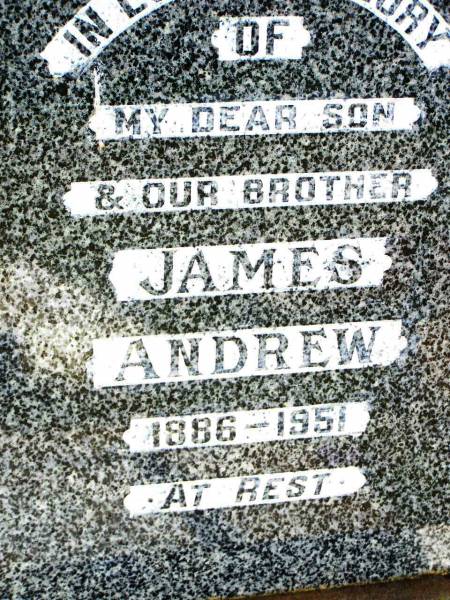 IN
OF
MY DEAR SON
& OUR BROTHER
JAMES
ANDREW
1886-1951
· AT REST ·